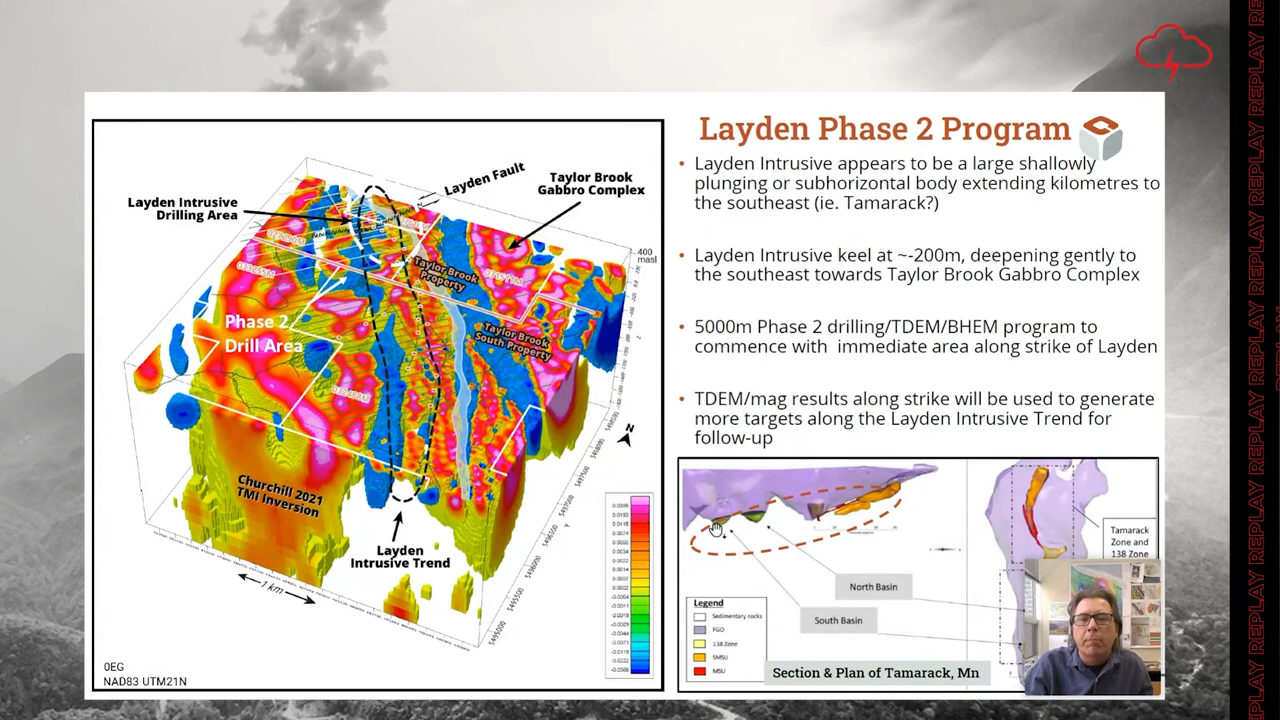 Layden Phase 2 Program
• Layden Intrusive appears to be a large shallowly
plunging or subhorizontal body extending kilometres to
the southeast (ie. Tamarack?)
• Layden Intrusive keel at ~-200m, deepening gently to
the southeast towards Taylor Brook Gabbro Complex
• 5000m Phase 2 drilling/TDEM/BHEM program to
commence with immediate area along strike of Layden
• TDEM/mag results along strike will be used to generate
more targets along the Layden Intrusive Trend for
follow-up
Layden Fault
Taylor Brook
Gabbro Complex
Layden Intrusive
Drilling Area
400
masl
Taylor Brook
Property
Taylor Brook
South Property
Phase 2
Drill Area
N
Churchill 2021
TMI Inversion
Layden
Intrusive Trend
1 km
0EG
NAD83 UTM21N
Tamarack
Zone and
138 Zone
North Basin
South Basin
Legend
Sedimentary rocks
FGO
138 Zone
SMSU
MSU
Section & Plan of Tamarack, Mn
REPLAY REPLAY REPLAY REPLAY REPLAY REPLAY REPLAY